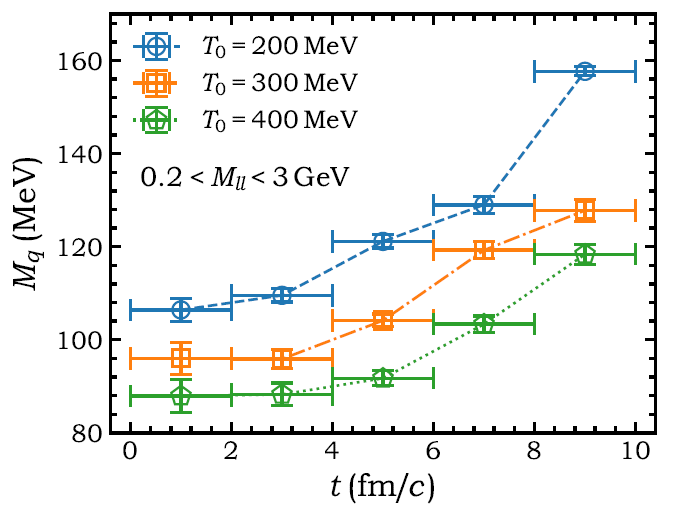 T₀ = 200 MeV
T₀ = 300 MeV
T₀ = 400 MeV
0.2 < Mₗₗ < 3 GeV
M_q (MeV)
160
140
120
100
80
0 2 4 6 8 10
t (fm/c)